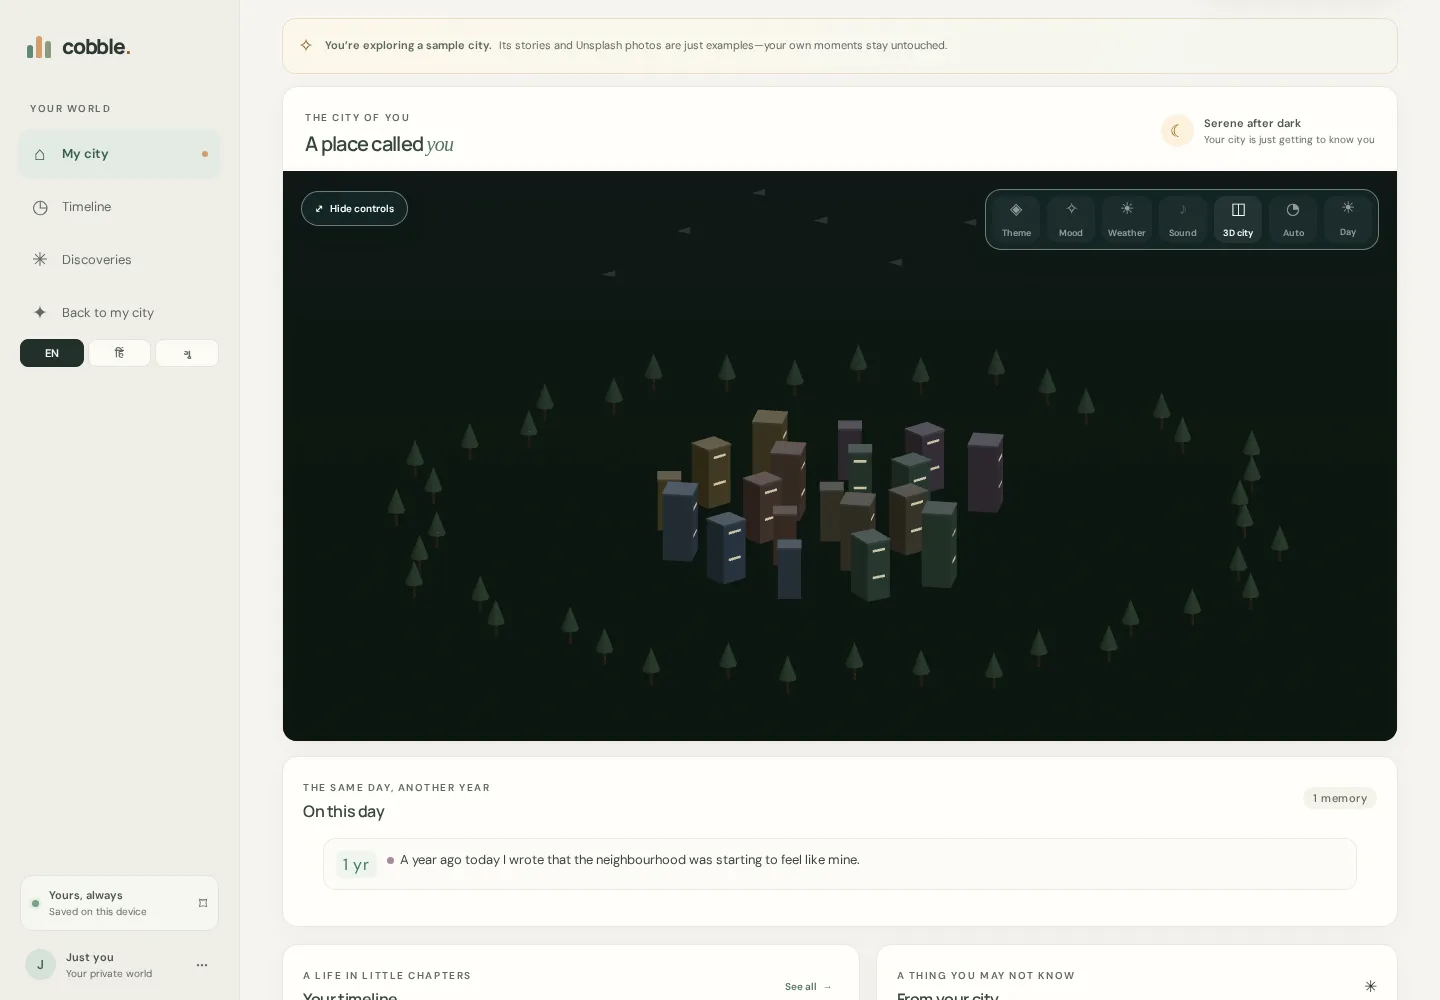 cobble.
YOUR WORLD
My city
Timeline
Discoveries
Back to my city
EN
हिं
ગુ
Yours, always
Saved on this device
J
Just you
Your private world
You're exploring a sample city. Its stories and Unsplash photos are just examples—your own moments stay untouched.
THE CITY OF YOU
A place called you
Serene after dark
Your city is just getting to know you
Hide controls
Theme
Mood
Weather
Sound
3D city
Auto
Day
THE SAME DAY, ANOTHER YEAR
On this day
1 memory
1 yr
A year ago today I wrote that the neighbourhood was starting to feel like mine.
A LIFE IN LITTLE CHAPTERS
Your timeline
See all →
A THING YOU MAY NOT KNOW
From your city